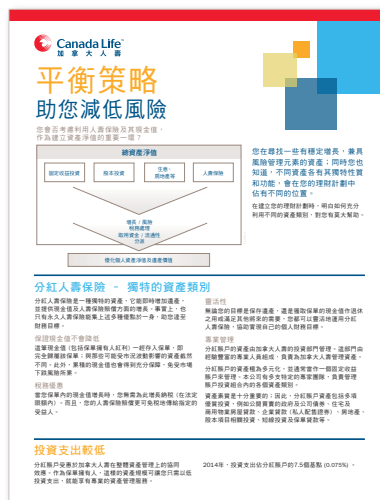 Canada Life™
加拿大人壽
平衡策略
助您減低風險
您會否考慮利用人壽保險及其現金值，
作為建立資產淨值的重要一環？
總資產淨值
固定收益投資
股本投資
生意、
房地產等
人壽保險
增長 / 風險
稅務處理
取用資金 / 流通性
分派
優化個人資產淨值及遺產價值
您在尋找一些有穩定增長，兼具
風險管理元素的資產；同時您也
知道，不同資產各有其獨特性質
和功能，會在您的理財計劃中
佔有不同的位置。
在建立您的理財計劃時，明白如何充分
利用不同的資產類別，對您有莫大幫助。
分紅人壽保險 – 獨特的資產類別
分紅人壽保險是一種獨特的資產，它能即時增加遺產，
並提供現金值及人壽保險賠償方面的增長。事實上，也
只有永久人壽保險能集上述多種優點於一身，助您達至
財務目標。
保證現金值不會降低
這筆現金值（包括保單擁有人紅利）一經存入保單，即
完全歸屬該保單；與那些可能受市況波動影響的資產截然
不同。此外，累積的現金值也會得到充分保障，免受市場
下跌風險所累。
稅務優惠
當您保單內的現金值增長時，您無需為此增長納稅（在法定
限額內）。而且，您的人壽保險賠償更可免稅地傳給指定的
受益人。
靈活性
無論您的目標是保存遺產，還是獲取保單的現金值作退休
之用或滿足其他將來的需要，您都可以靈活地運用分紅
人壽保險，協助實現自己的個人財務目標。
專業管理
分紅賬戶的資產由加拿大人壽的投資部門管理。這部門由
經驗豐富的專業人員組成，負責為加拿大人壽管理資產。
分紅賬戶的資產極為多元化，並通常當作一個固定收益
賬戶來管理。本公司有多支特定的專業團隊，負責管理
賬戶投資組合內的各個資產類別。
資產素質是十分重要的，因此，分紅賬戶資產包括多項
優質投資，例如公開買賣的政府及公司債券、住宅及
商用物業房屋貸款、企業貸款（私人配售證券）、房地產、
股本項目相關投資、短線投資及保單貸款等。
投資支出較低
分紅賬戶受惠於加拿大人壽在整體資產管理上的協同
效應。作為保單擁有人，這樣的資產規模可讓您只需以低
投資支出，就能享有專業的資產管理服務。
2014年，投資支出佔分紅賬戶的7.5個基點 (0.075%) 。